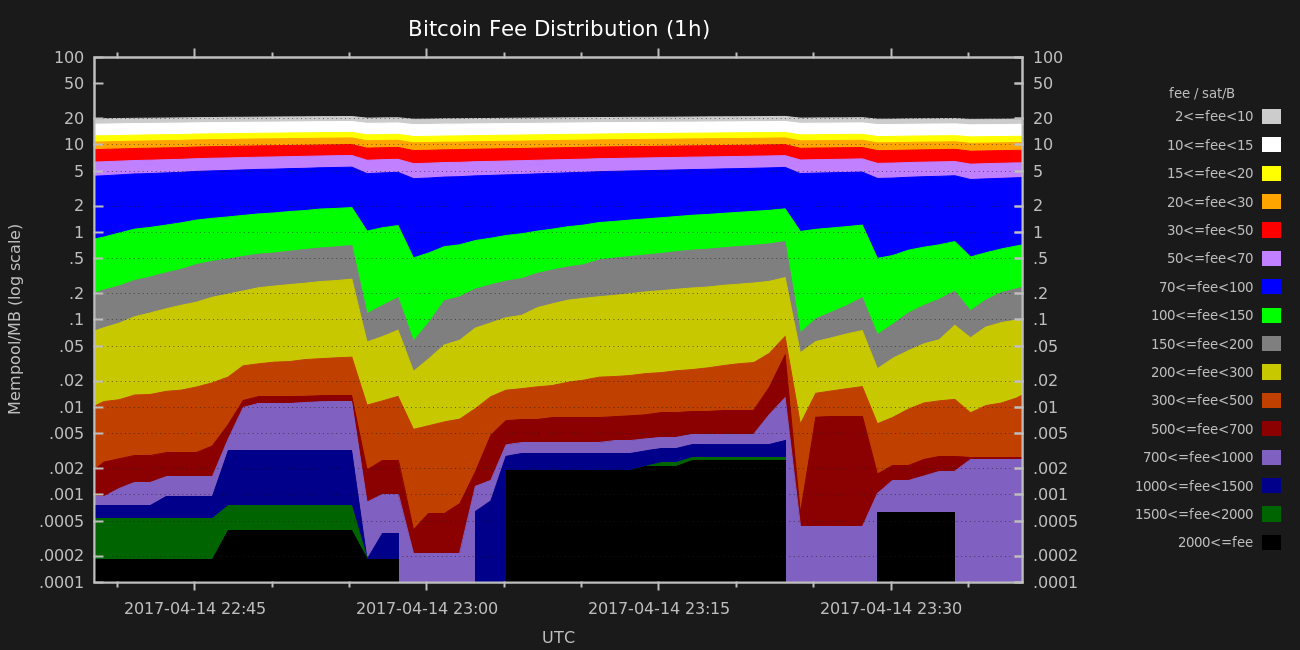 Bitcoin Fee Distribution (1h)
Mempool/MB (log scale)
100
50
20
10
5
2
1
.5
.2
.1
.05
.02
.01
.005
.002
.001
.0005
.0002
.0001
100
50
20
10
5
2
1
.5
.2
.1
.05
.02
.01
.005
.002
.001
.0005
.0002
.0001
2017-04-14 22:45
2017-04-14 23:00
2017-04-14 23:15
2017-04-14 23:30
UTC
fee / sat/B
2<=fee<10
10<=fee<15
15<=fee<20
20<=fee<30
30<=fee<50
50<=fee<70
70<=fee<100
100<=fee<150
150<=fee<200
200<=fee<300
300<=fee<500
500<=fee<700
700<=fee<1000
1000<=fee<1500
1500<=fee<2000
2000<=fee